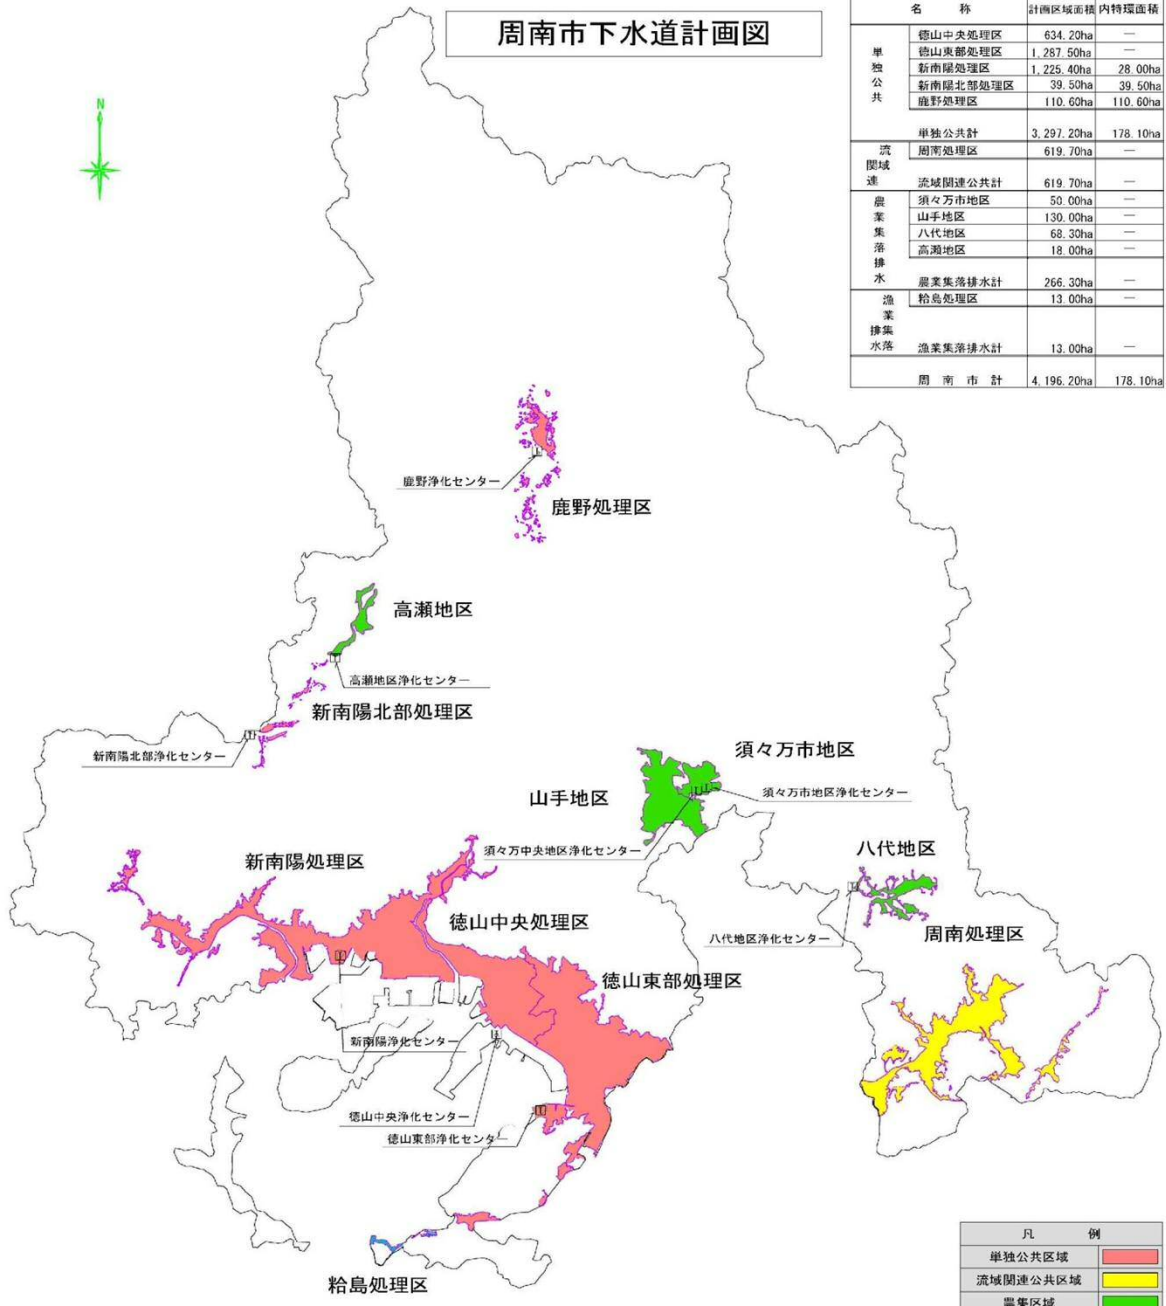 周南市下水道計画図
名 称 計画区域面積 内特環面積
単独公共
徳山中央処理区 634.20ha —
徳山東部処理区 1,287.50ha —
新南陽処理区 1,225.40ha 28.00ha
新南陽北部処理区 39.50ha 39.50ha
鹿野処理区 110.60ha 110.60ha
単独公共計 3,297.20ha 178.10ha
流域関連
周南処理区 619.70ha —
流域関連公共計 619.70ha —
農業集落排水
須々万市地区 50.00ha —
山手地区 130.00ha —
八代地区 68.30ha —
高瀬地区 18.00ha —
農業集落排水計 266.30ha —
漁業集落排水
粭島処理区 13.00ha —
漁業集落排水計 13.00ha —
周南市計 4,196.20ha 178.10ha
N
鹿野浄化センター
鹿野処理区
高瀬地区
高瀬地区浄化センター
新南陽北部処理区
新南陽北部浄化センター
須々万市地区
須々万市地区浄化センター
山手地区
須々万中央地区浄化センター
八代地区
八代地区浄化センター
新南陽処理区
徳山中央処理区
周南処理区
徳山東部処理区
新南陽浄化センター
徳山中央浄化センター
徳山東部浄化センター
粭島処理区
凡 例
単独公共区域
流域関連公共区域
農集区域